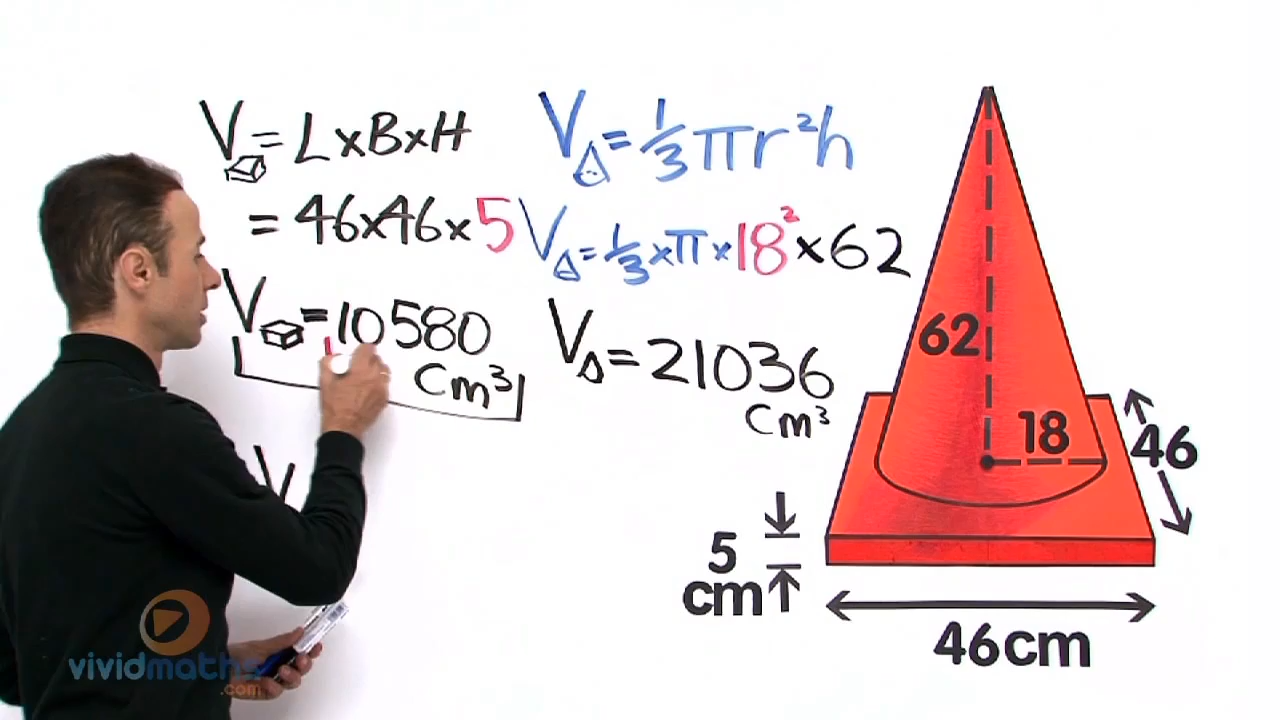 V = L x B x H
= 46 x 46 x 5
V = 10580
cm³
V
V = 1/3 πr²h
V = 1/3 x π x 18² x 62
V = 21036
cm³
62
18
46
5
cm
46cm
vividmaths
.com